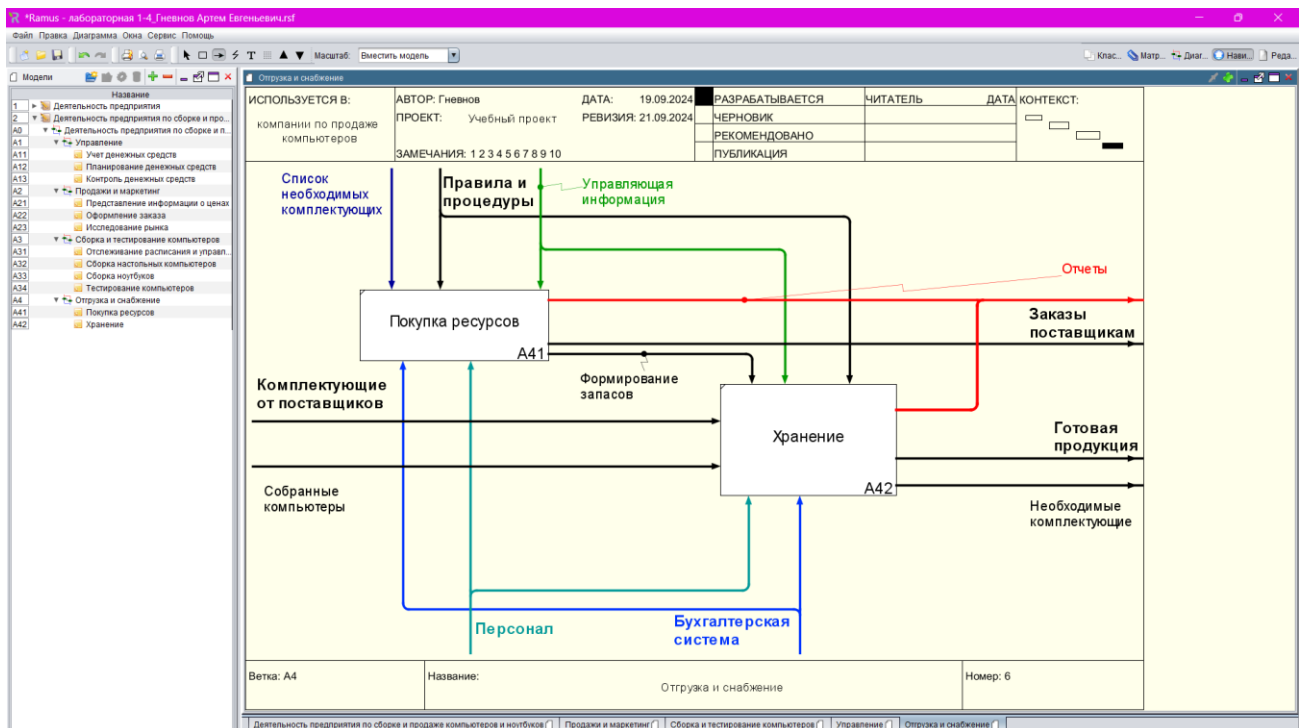 *Ramus - лабораторная 1-4_Гневнов Артем Евгеньевич.rsf
Файл Правка Диаграмма Окна Сервис Помощь
Масштаб: Вместить модель
Клас... Матр... Диаг... Нави... Реда...
Модели
Название
1 Деятельность предприятия
2 Деятельность предприятия по сборке и про...
A0 Деятельность предприятия по сборке и п...
A1 Управление
A11 Учет денежных средств
A12 Планирование денежных средств
A13 Контроль денежных средств
A2 Продажи и маркетинг
A21 Представление информации о ценах
A22 Оформление заказа
A23 Исследование рынка
A3 Сборка и тестирование компьютеров
A31 Отслеживание расписания и управл...
A32 Сборка настольных компьютеров
A33 Сборка ноутбуков
A34 Тестирование компьютеров
A4 Отгрузка и снабжение
A41 Покупка ресурсов
A42 Хранение
Отгрузка и снабжение
ИСПОЛЬЗУЕТСЯ В:
компании по продаже
компьютеров
АВТОР: Гневнов
ДАТА: 19.09.2024
ПРОЕКТ: Учебный проект
РЕВИЗИЯ: 21.09.2024
ЗАМЕЧАНИЯ: 1 2 3 4 5 6 7 8 9 10
РАЗРАБАТЫВАЕТСЯ
ЧЕРНОВИК
РЕКОМЕНДОВАНО
ПУБЛИКАЦИЯ
ЧИТАТЕЛЬ
ДАТА
КОНТЕКСТ:
Список
необходимых
комплектующих
Правила и
процедуры
Управляющая
информация
Отчеты
Покупка ресурсов
A41
Заказы
поставщикам
Формирование
запасов
Комплектующие
от поставщиков
Хранение
A42
Готовая
продукция
Собранные
компьютеры
Необходимые
комплектующие
Персонал
Бухгалтерская
система
Ветка: A4
Название:
Отгрузка и снабжение
Номер: 6
Деятельность предприятия по сборке и продаже компьютеров и ноутбуков
Продажи и маркетинг
Сборка и тестирование компьютеров
Управление
Отгрузка и снабжение